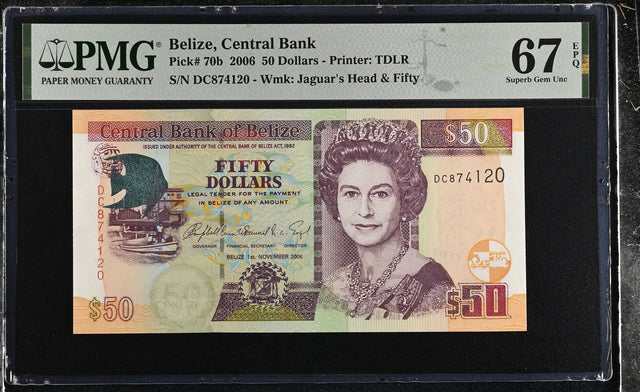 PMG
PAPER MONEY GUARANTY
Belize, Central Bank
Pick# 70b 2006 50 Dollars - Printer: TDLR
S/N DC874120 - Wmk: Jaguar's Head & Fifty
67 EPQ
Superb Gem Unc
Central Bank of Belize
ISSUED UNDER AUTHORITY OF THE CENTRAL BANK OF BELIZE ACT, 1982
FIFTY
DOLLARS
LEGAL TENDER FOR THE PAYMENT
IN BELIZE OF ANY AMOUNT
GOVERNOR FINANCIAL SECRETARY DIRECTOR
BELIZE 1st. NOVEMBER 2006
$50
DC874120
DC874120
$50
50
$50